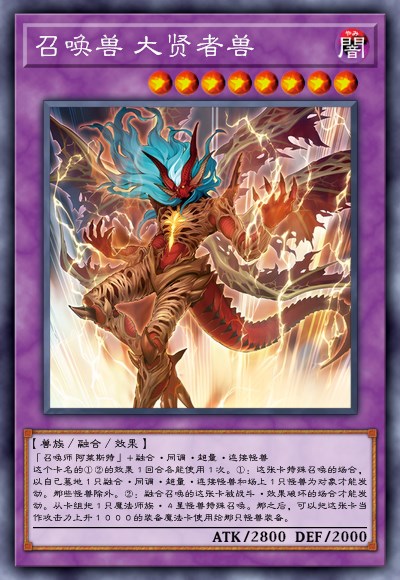 召唤兽 大贤者兽
やみ
闇
【兽族／融合／效果】
「召唤师 阿莱斯特」+融合・同调・超量・连接怪兽
这个卡名的①②的效果1回合各能使用1次。①：这张卡特殊召唤的场合，
以自己墓地1只融合・同调・超量・连接怪兽和场上1只怪兽为对象才能发
动。那些怪兽除外。②：融合召唤的这张卡被战斗・效果破坏的场合才能发
动。从卡组把1只魔法师族・4星怪兽特殊召唤。那之后，可以把这张卡当
作攻击力上升1000的装备魔法卡使用给那只怪兽装备。
ATK/2800 DEF/2000